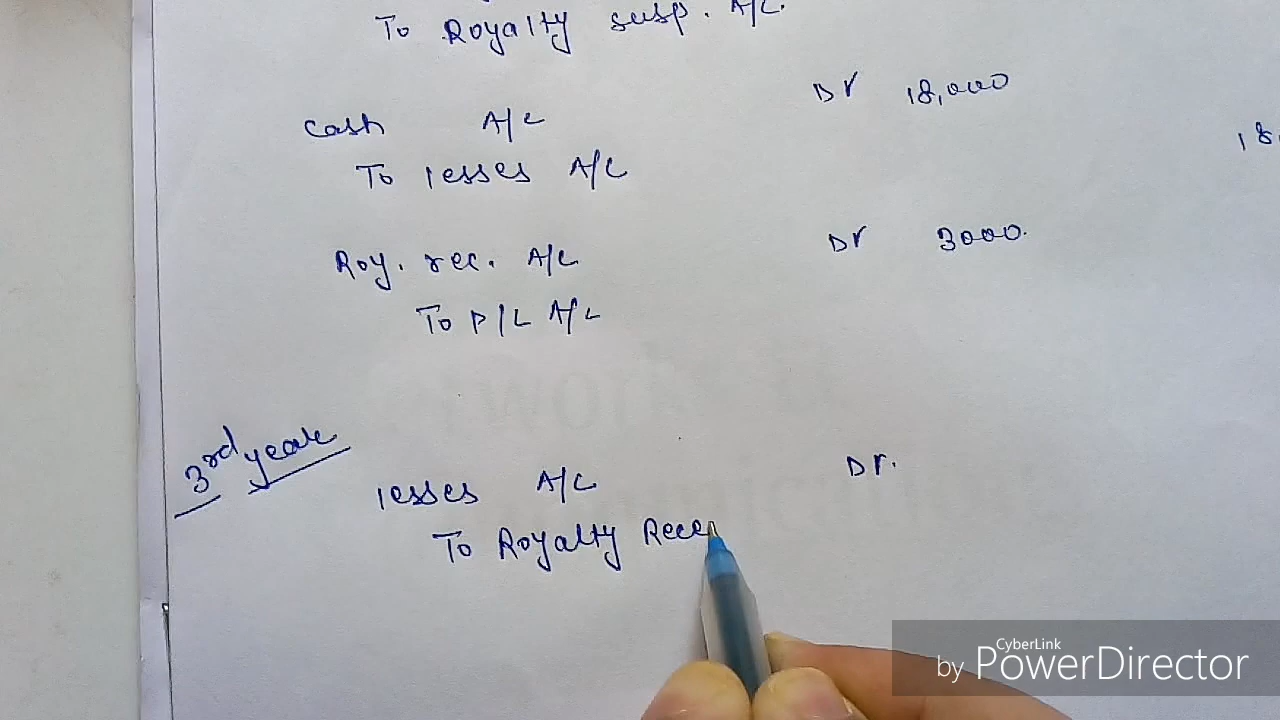 To Royalty susp. A/C.
Dr 18,000
Cash A/C
18,
To lesses A/C
Dr 3000.
Roy. rec. A/C
To P/L A/C
3rd year
lesses A/C Dr.
To Royalty Rece
CyberLink
by PowerDirector